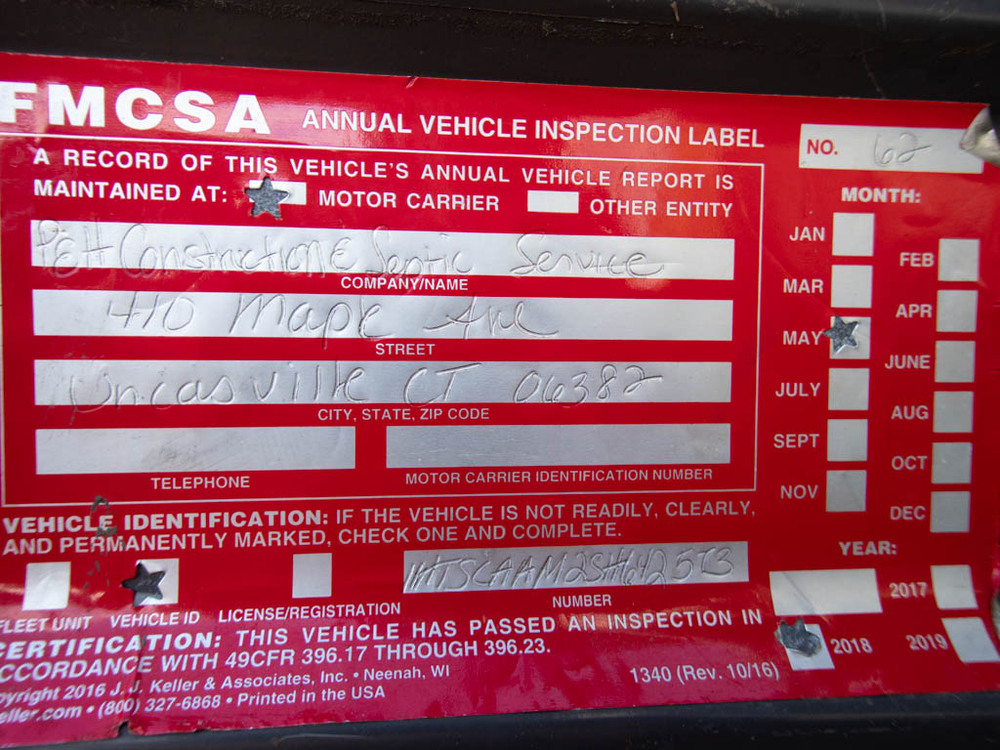 FMCSA ANNUAL VEHICLE INSPECTION LABEL
NO. 62
A RECORD OF THIS VEHICLE'S ANNUAL VEHICLE REPORT IS
MAINTAINED AT: MOTOR CARRIER OTHER ENTITY
P&H Construction & Septic Service
COMPANY/NAME
410 Maple Ave
STREET
Uncasville CT 06382
CITY, STATE, ZIP CODE
TELEPHONE
MOTOR CARRIER IDENTIFICATION NUMBER
MONTH:
JAN
FEB
MAR
APR
MAY
JUNE
JULY
AUG
SEPT
OCT
NOV
DEC
VEHICLE IDENTIFICATION: IF THE VEHICLE IS NOT READILY, CLEARLY,
AND PERMANENTLY MARKED, CHECK ONE AND COMPLETE.
FLEET UNIT VEHICLE ID LICENSE/REGISTRATION
NUMBER
YEAR:
2017
2018
2019
CERTIFICATION: THIS VEHICLE HAS PASSED AN INSPECTION IN
ACCORDANCE WITH 49CFR 396.17 THROUGH 396.23.
pyright 2016 J. J. Keller & Associates, Inc. • Neenah, WI
eller.com • (800) 327-6868 • Printed in the USA
1340 (Rev. 10/16)